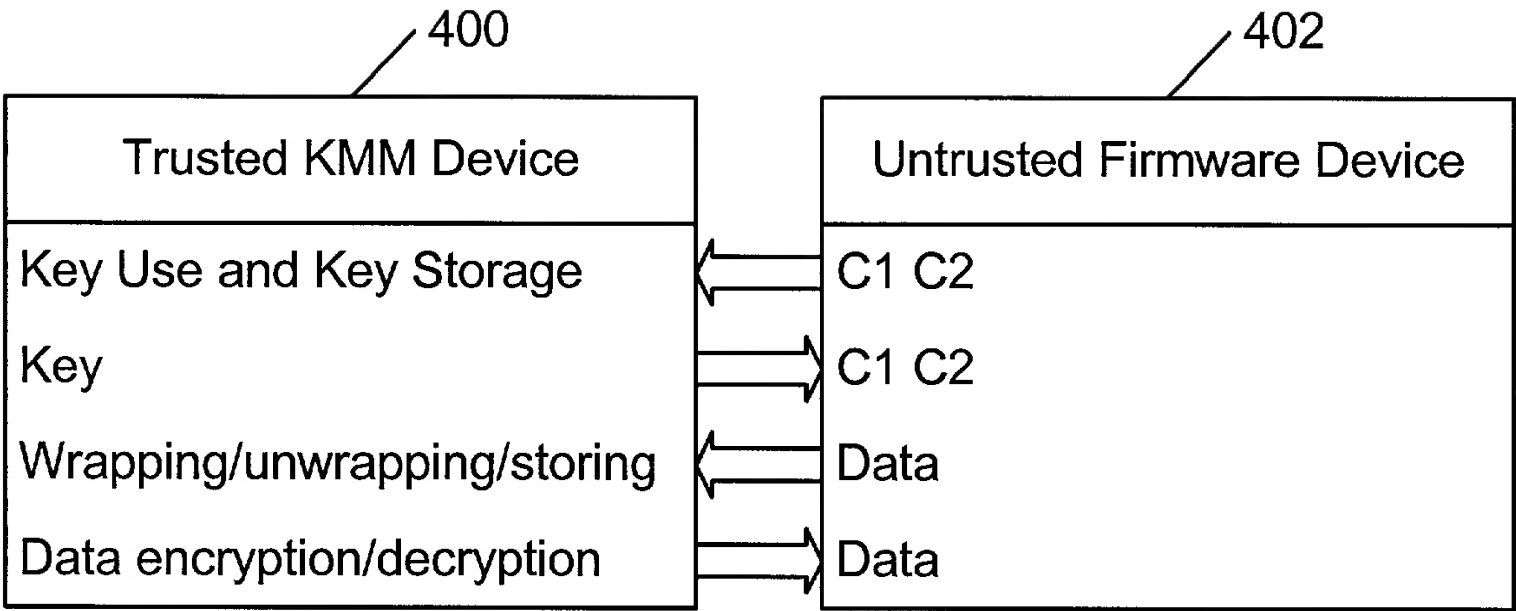 400
402
Trusted KMM Device
Untrusted Firmware Device
Key Use and Key Storage
C1 C2
Key
C1 C2
Wrapping/unwrapping/storing
Data
Data encryption/decryption
Data